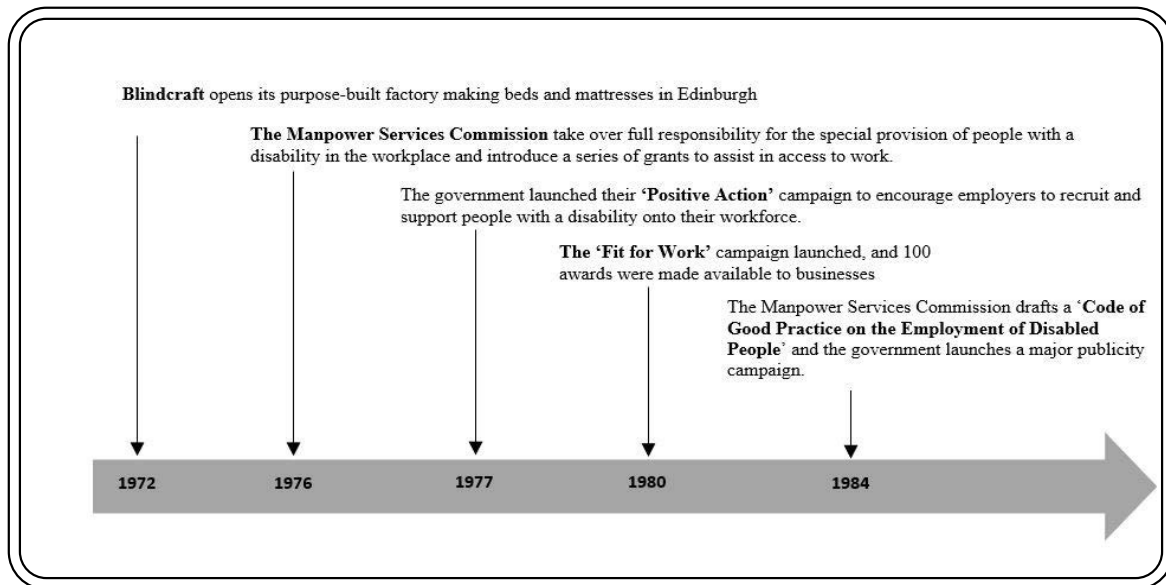 Blindcraft opens its purpose-built factory making beds and mattresses in Edinburgh
The Manpower Services Commission take over full responsibility for the special provision of people with a
disability in the workplace and introduce a series of grants to assist in access to work.
The government launched their ‘Positive Action’ campaign to encourage employers to recruit and
support people with a disability onto their workforce.
The ‘Fit for Work’ campaign launched, and 100
awards were made available to businesses
The Manpower Services Commission drafts a ‘Code of
Good Practice on the Employment of Disabled
People’ and the government launches a major publicity
campaign.
1972
1976
1977
1980
1984